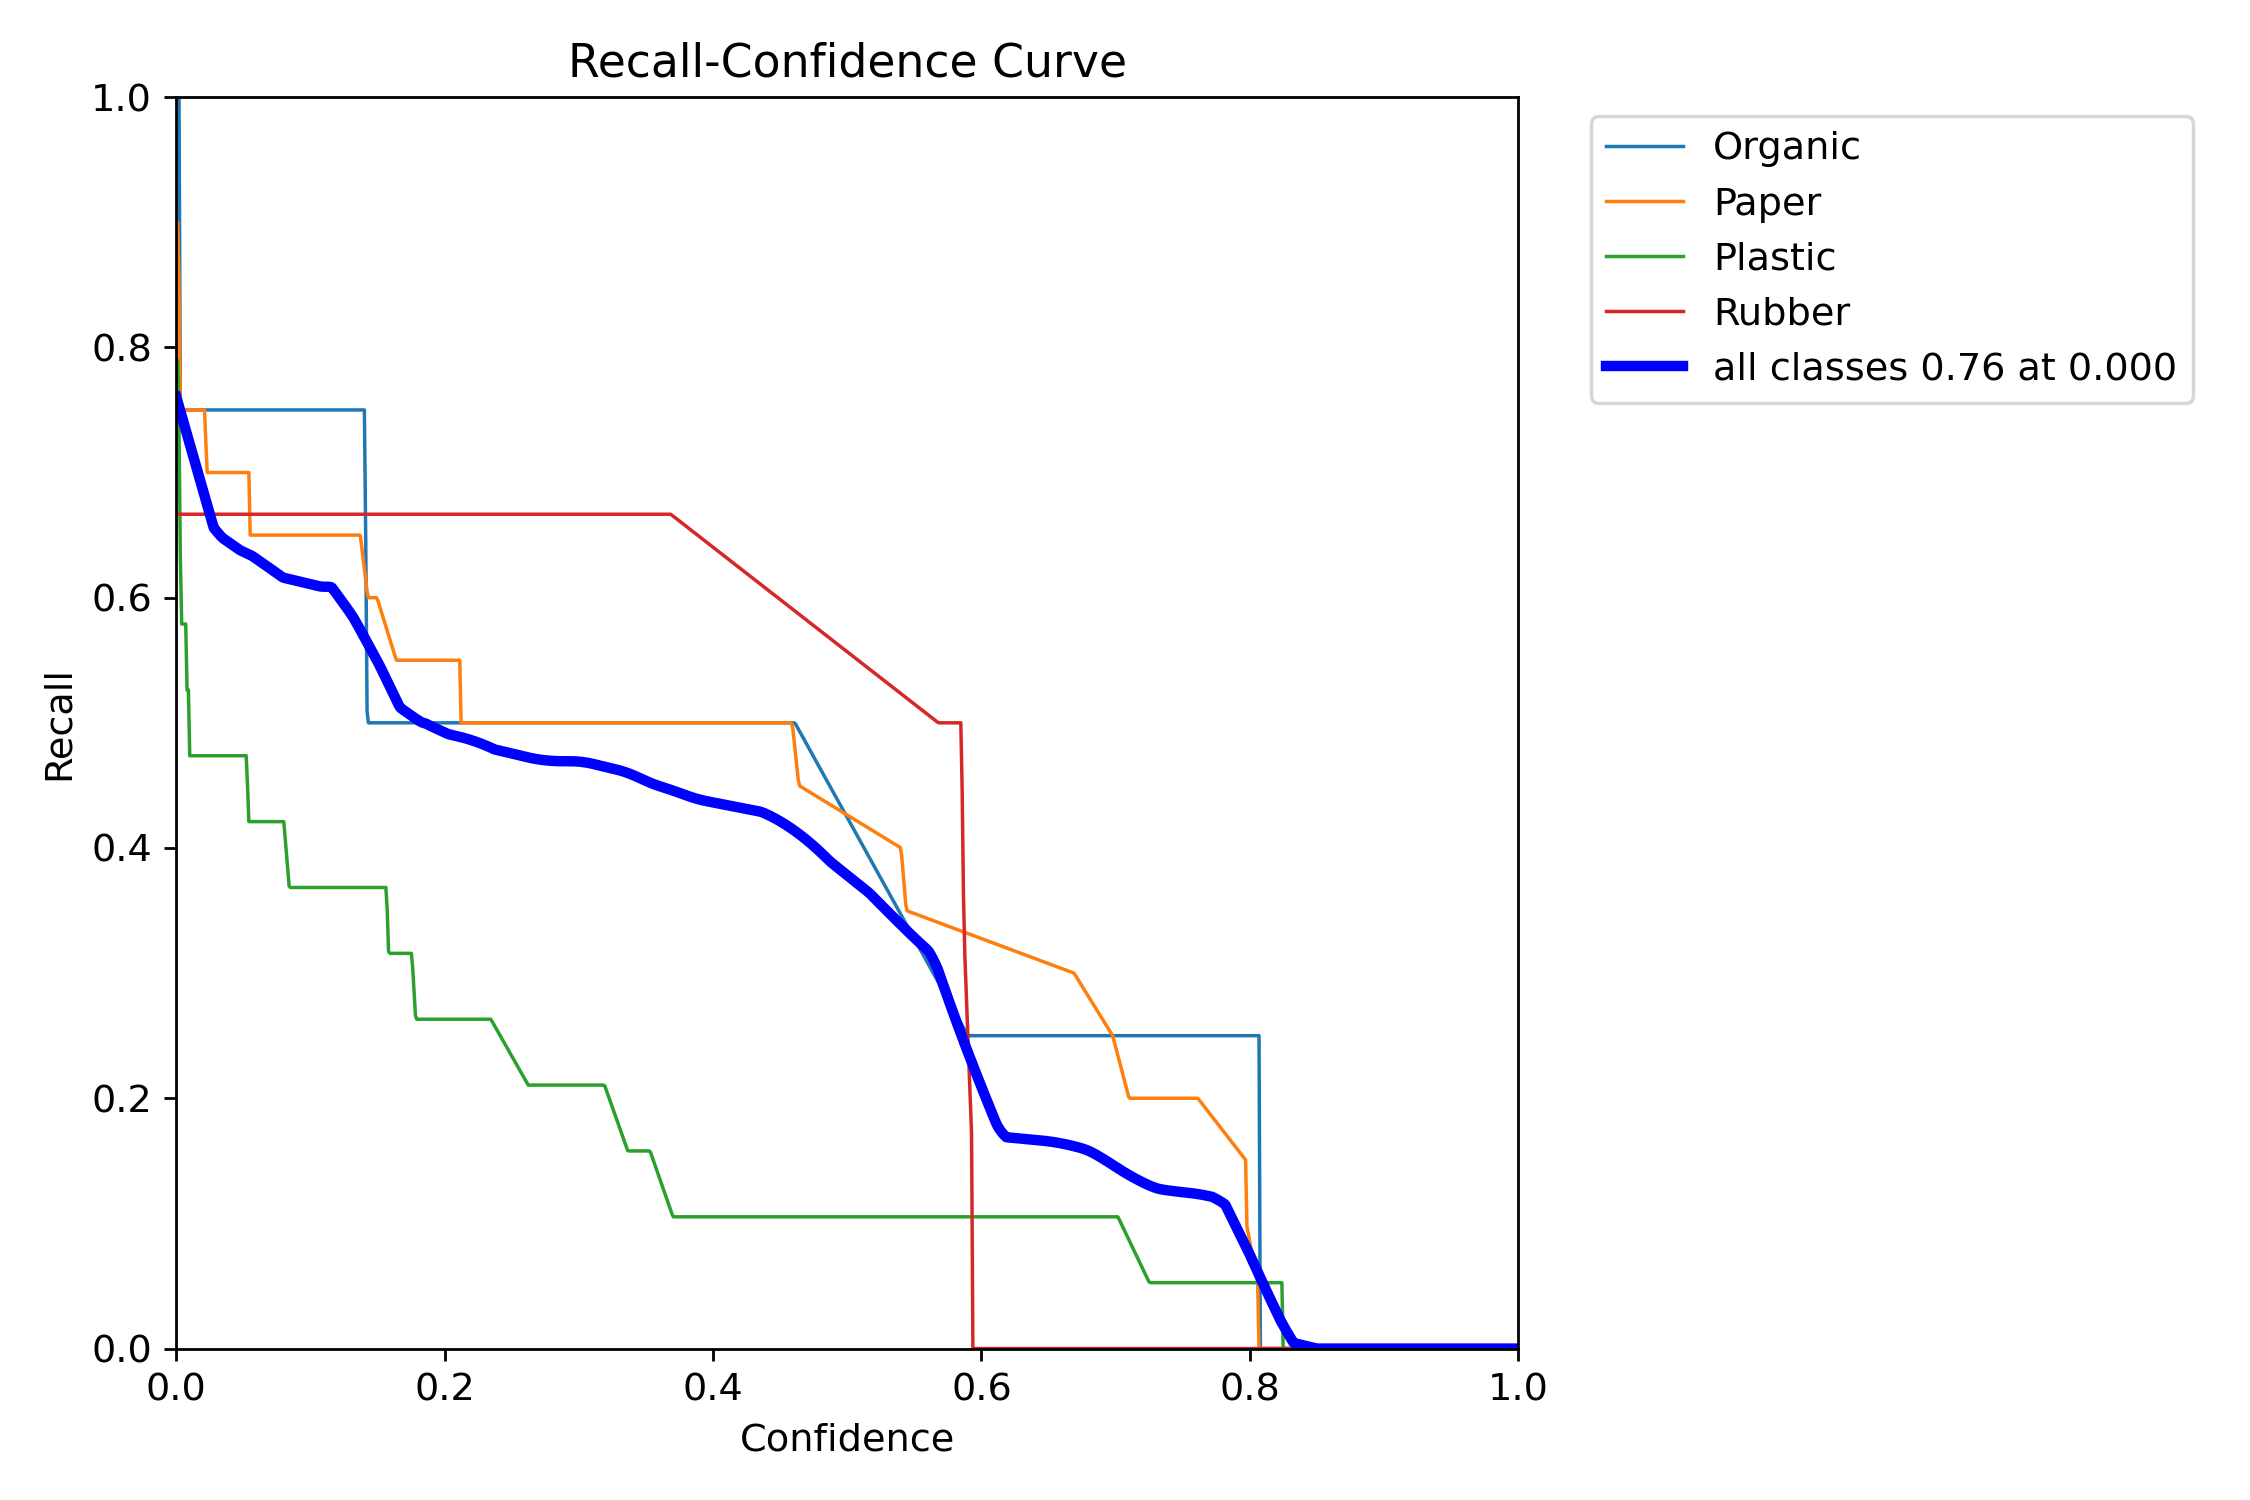 Recall-Confidence Curve
1.0
0.8
0.6
0.4
0.2
0.0
Recall
0.0 0.2 0.4 0.6 0.8 1.0
Confidence
Organic
Paper
Plastic
Rubber
all classes 0.76 at 0.000